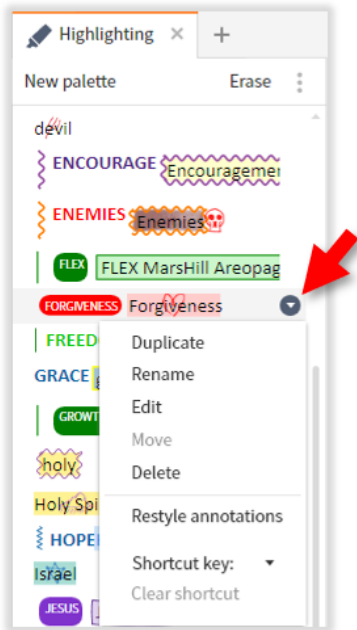 Highlighting × +
New palette Erase
devil
ENCOURAGE Encouragemen
ENEMIES Enemies
FLEX FLEX MarsHill Areopag
FORGIVENESS Forgiveness
FREED
Duplicate
GRACE
Rename
GROWT
Edit
Move
holy
Delete
Holy Spi
Restyle annotations
HOPE
Shortcut key:
Israel
Clear shortcut
JESUS